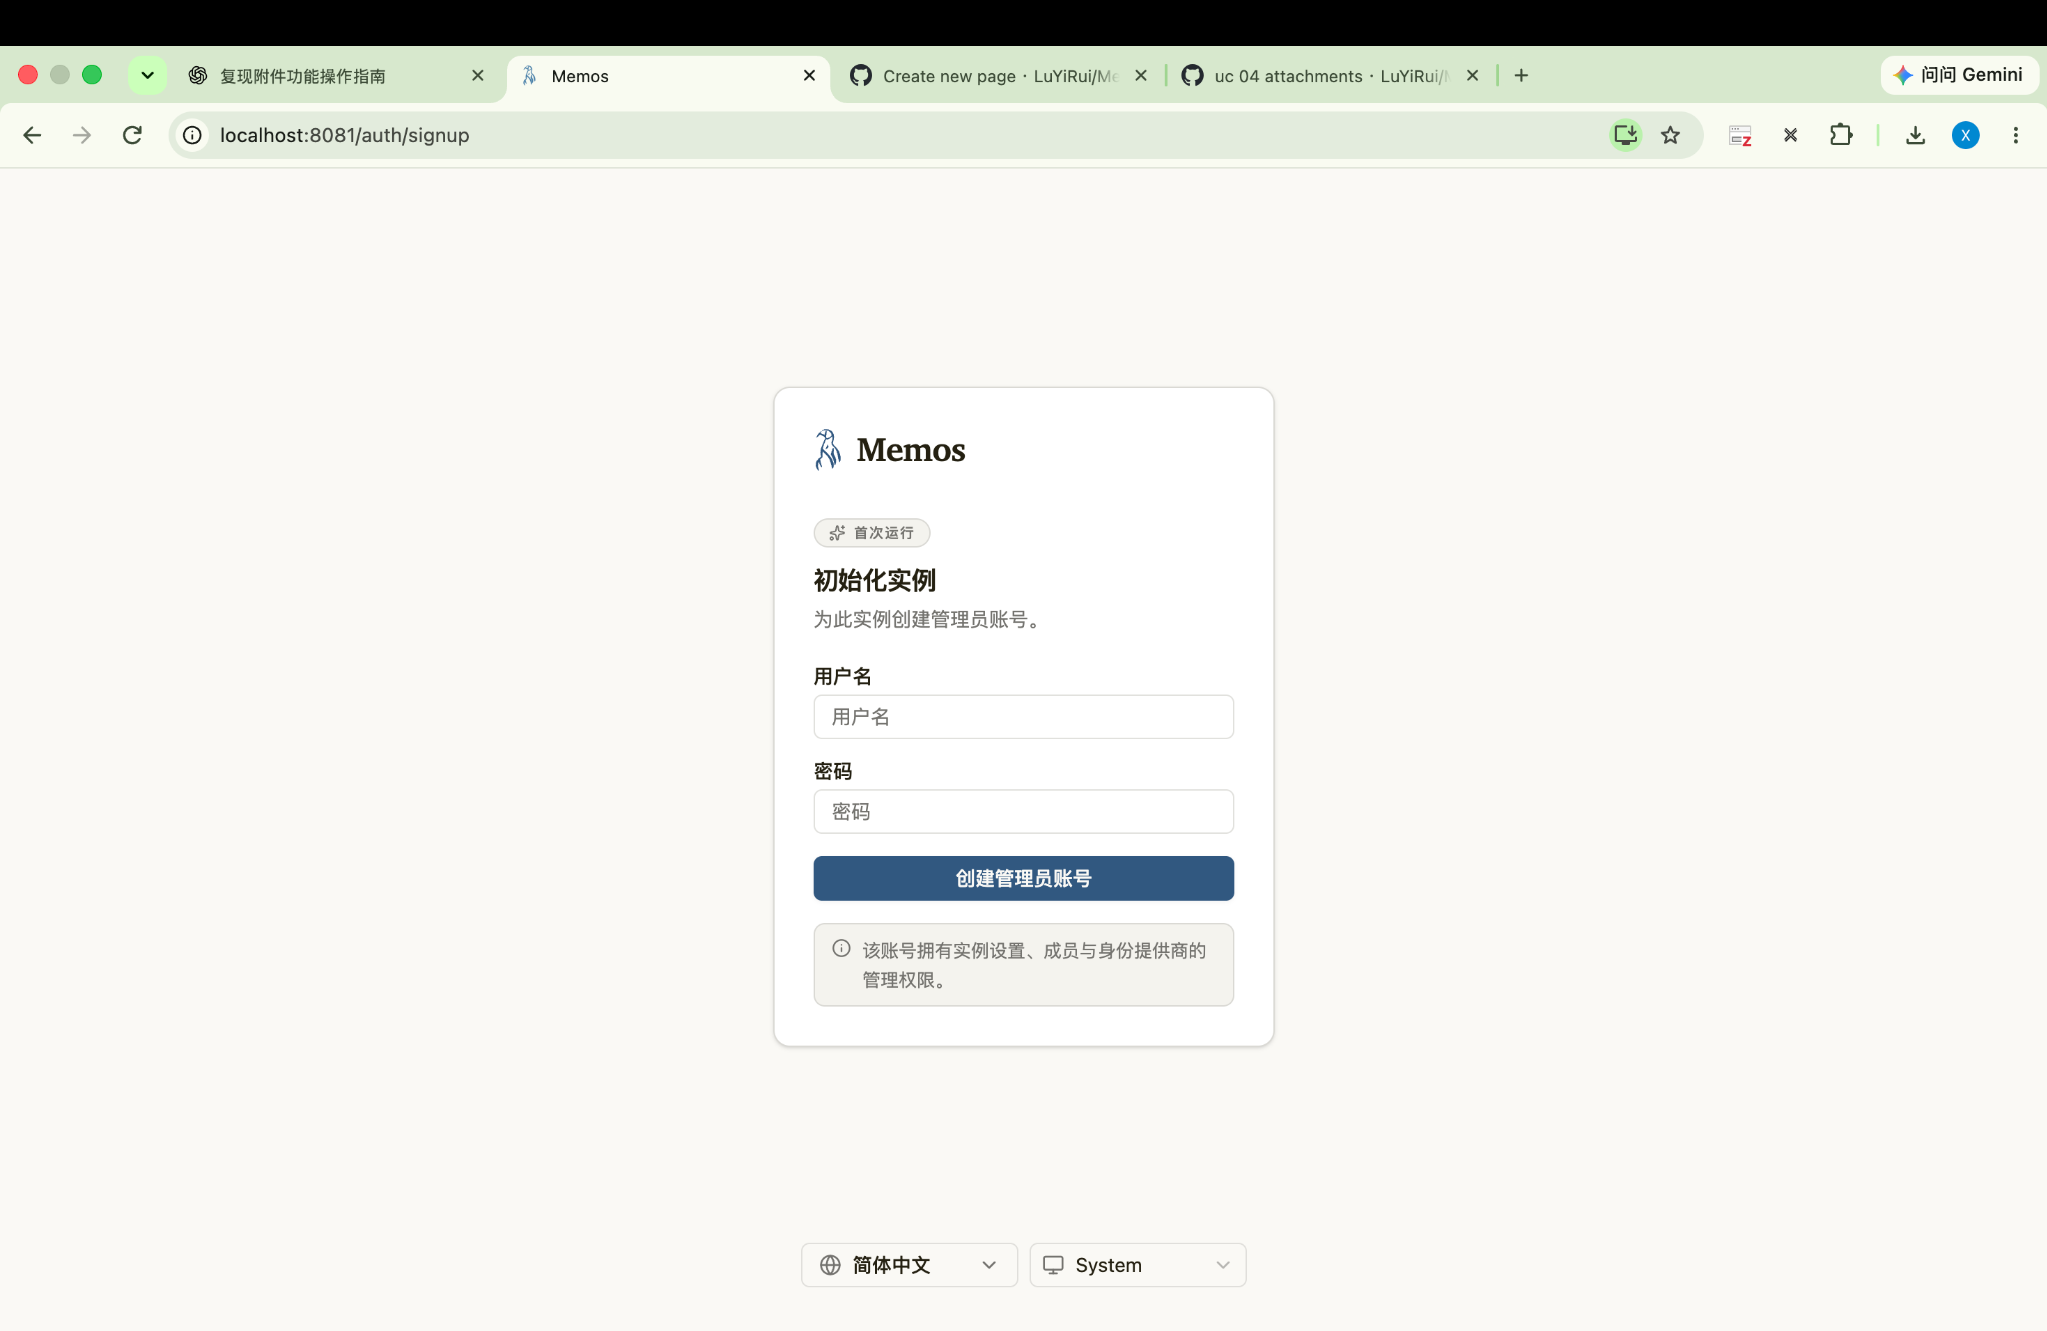 复现附件功能操作指南
Memos
Create new page · LuYiRui/Me
uc 04 attachments · LuYiRui/
问问 Gemini
localhost:8081/auth/signup
X
Memos
首次运行
初始化实例
为此实例创建管理员账号。
用户名
用户名
密码
密码
创建管理员账号
该账号拥有实例设置、成员与身份提供商的
管理权限。
简体中文
System